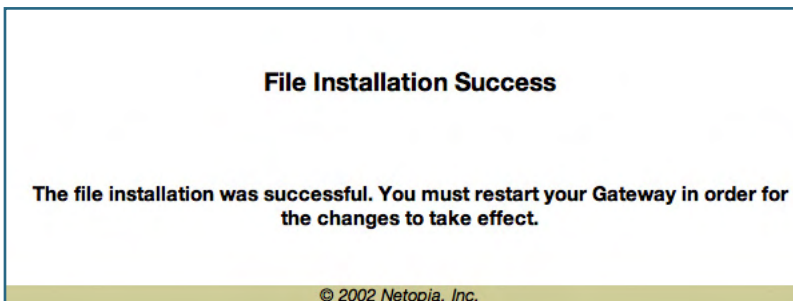 File Installation Success
The file installation was successful. You must restart your Gateway in order for
the changes to take effect.
© 2002 Netopia, Inc.